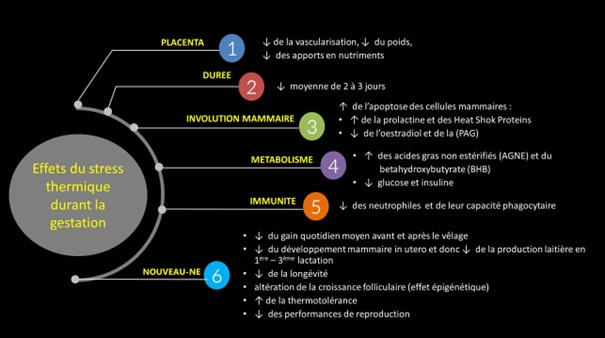 PLACENTA
1
↓ de la vascularisation, ↓ du poids,
↓ des apports en nutriments
DUREE
2
↓ moyenne de 2 à 3 jours
INVOLUTION MAMMAIRE
3
↑ de l'apoptose des cellules mammaires :
• ↑ de la prolactine et des Heat Shok Proteins
• ↓ de l'oestradiol et de la (PAG)
METABOLISME
4
• ↑ des acides gras non estérifiés (AGNE) et du
betahydroxybutyrate (BHB)
• ↓ glucose et insuline
IMMUNITE
5
↓ des neutrophiles et de leur capacité phagocytaire
NOUVEAU-NE
6
• ↓ du gain quotidien moyen avant et après le vêlage
• ↓ du développement mammaire in utero et donc ↓ de la production laitière en
1ère – 3ème lactation
• ↓ de la longévité
• altération de la croissance folliculaire (effet épigénétique)
• ↑ de la thermotolérance
• ↓ des performances de reproduction
Effets du stress
thermique
durant la
gestation